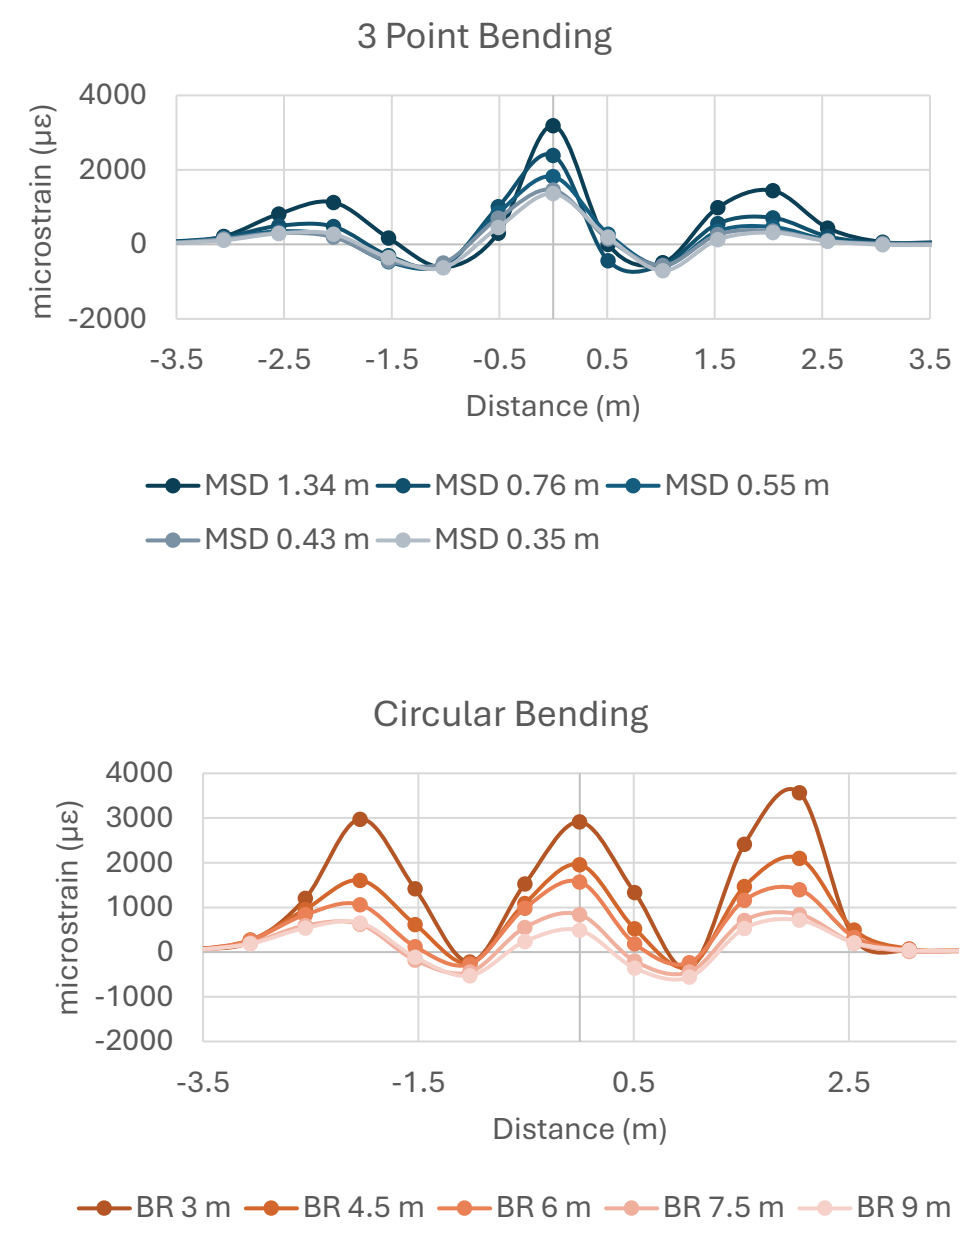 3 Point Bending
4000
2000
0
-2000
microstrain (με)
-3.5 -2.5 -1.5 -0.5 0.5 1.5 2.5 3.5
Distance (m)
MSD 1.34 m MSD 0.76 m MSD 0.55 m
MSD 0.43 m MSD 0.35 m
Circular Bending
4000
3000
2000
1000
0
-1000
-2000
microstrain (με)
-3.5 -1.5 0.5 2.5
Distance (m)
BR 3 m BR 4.5 m BR 6 m BR 7.5 m BR 9 m